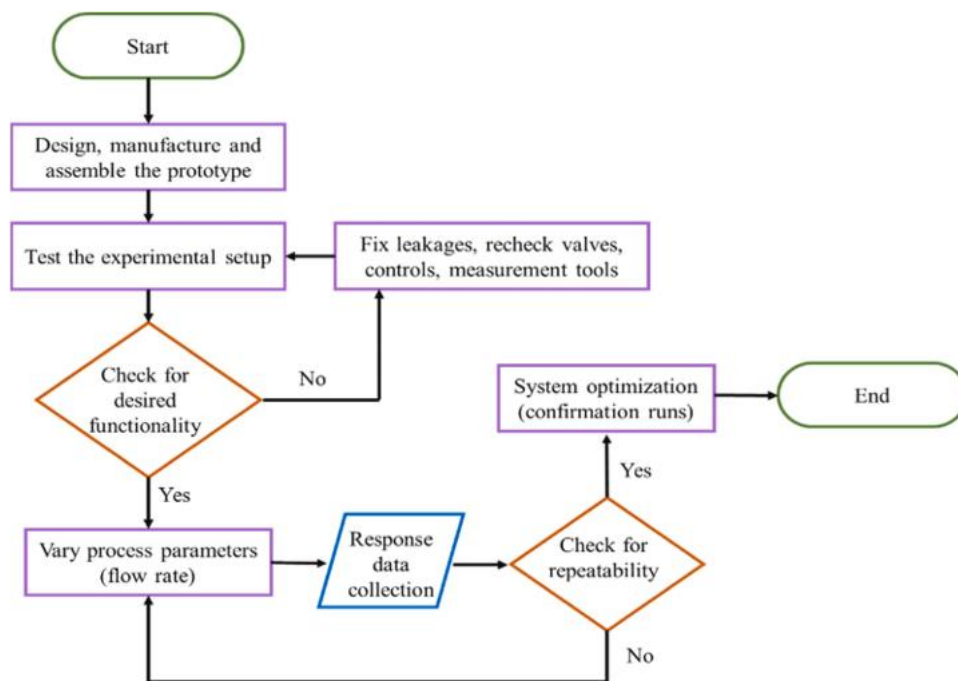 Start
Design, manufacture and
assemble the prototype
Test the experimental setup
Fix leakages, recheck valves,
controls, measurement tools
Check for
desired
functionality
No
Yes
System optimization
(confirmation runs)
End
Yes
Vary process parameters
(flow rate)
Response
data
collection
Check for
repeatability
No